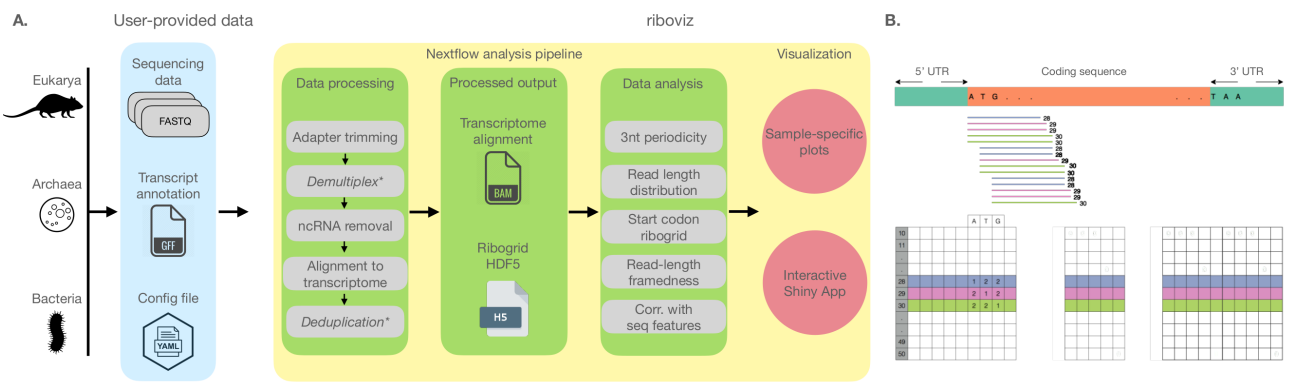 A.
User-provided data
riboviz
Eukarya
Archaea
Bacteria
Sequencing
data
FASTQ
Transcript
annotation
GFF
Config file
YAML
Nextflow analysis pipeline
Data processing
Adapter trimming
Demultiplex*
ncRNA removal
Alignment to
transcriptome
Deduplication*
Processed output
Transcriptome
alignment
BAM
Ribogrid
HDF5
H5
Data analysis
3nt periodicity
Read length
distribution
Start codon
ribogrid
Read-length
framedness
Corr. with
seq features
Visualization
Sample-specific
plots
Interactive
Shiny App
B.
5' UTR
Coding sequence
3' UTR
A T G . . .
. . . T A A
28
29
29
30
30
28
28
29
30
30
28
28
29
29
30
A T G
10
11
.
.
28 1 2 2
29 2 1 2
30 2 2 1
.
.
49
50